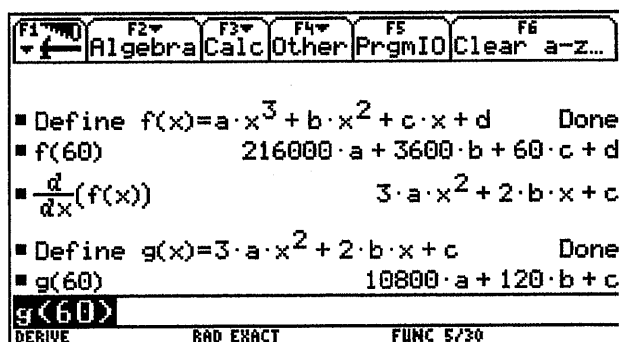 F1 F2 F3 F4 F5 F6
Algebra Calc Other PrgmIO Clear a-z…
▪Define f(x)=a·x³+b·x²+c·x+d Done
▪f(60) 216000·a+3600·b+60·c+d
▪d/dx(f(x)) 3·a·x²+2·b·x+c
▪Define g(x)=3·a·x²+2·b·x+c Done
▪g(60) 10800·a+120·b+c
g(60)
DERIVE RAD EXACT FUNC 5/30